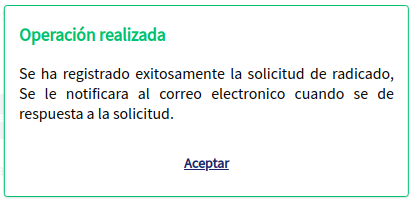 Operación realizada
Se ha registrado exitosamente la solicitud de radicado,
Se le notificara al correo electronico cuando se de
respuesta a la solicitud.
Aceptar